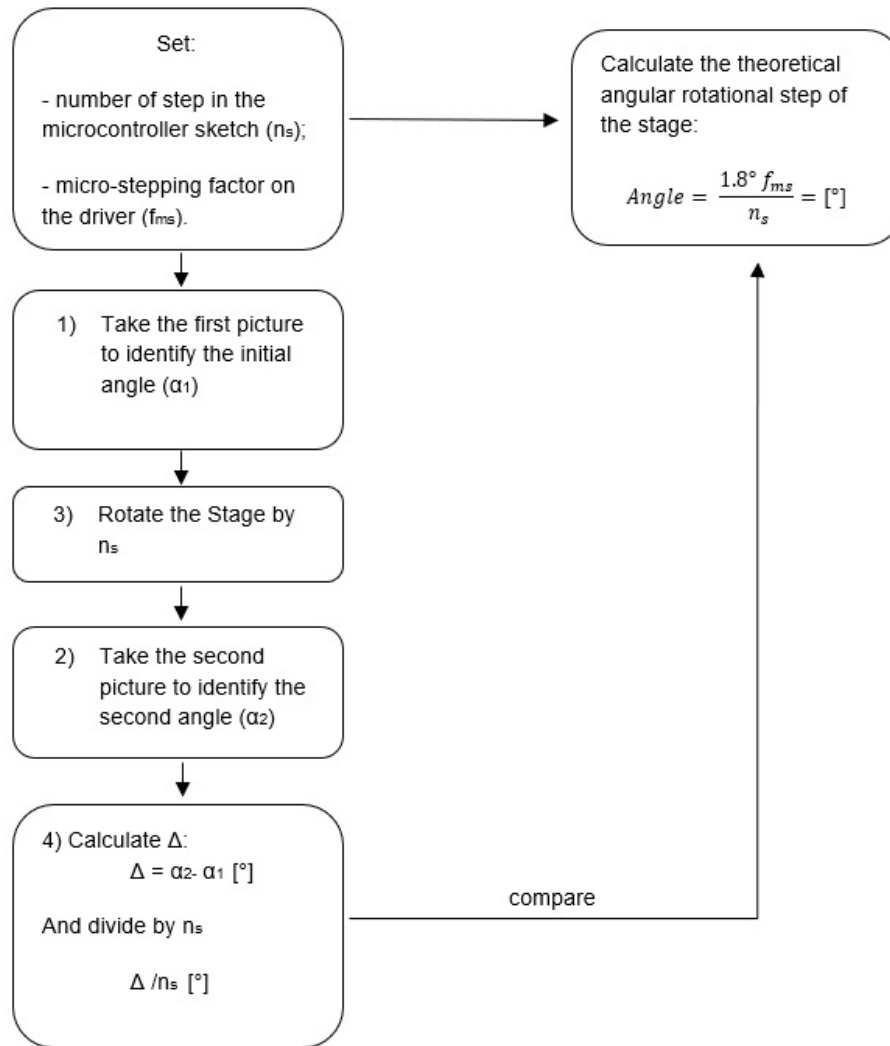 Set:
- number of step in the
microcontroller sketch (nₛ);
- micro-stepping factor on
the driver (fₘₛ).
Calculate the theoretical
angular rotational step of
the stage:
Angle = 1.8° fₘₛ / nₛ = [°]
1) Take the first picture
to identify the initial
angle (α₁)
3) Rotate the Stage by
nₛ
2) Take the second
picture to identify the
second angle (α₂)
4) Calculate Δ:
Δ = α₂- α₁ [°]
And divide by nₛ
Δ /nₛ [°]
compare